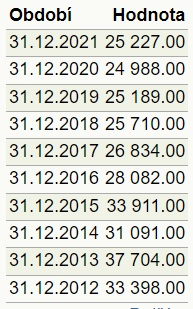 Období Hodnota
31.12.2021 25 227.00
31.12.2020 24 988.00
31.12.2019 25 189.00
31.12.2018 25 710.00
31.12.2017 26 834.00
31.12.2016 28 082.00
31.12.2015 33 911.00
31.12.2014 31 091.00
31.12.2013 37 704.00
31.12.2012 33 398.00